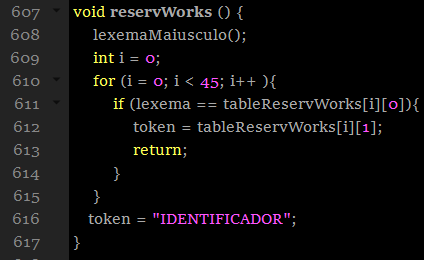 607 void reservWorks () {
608 lexemaMaiusculo();
609 int i = 0;
610 for (i = 0; i < 45; i++ ){
611 if (lexema == tableReservWorks[i][0]){
612 token = tableReservWorks[i][1];
613 return;
614 }
615 }
616 token = "IDENTIFICADOR";
617 }